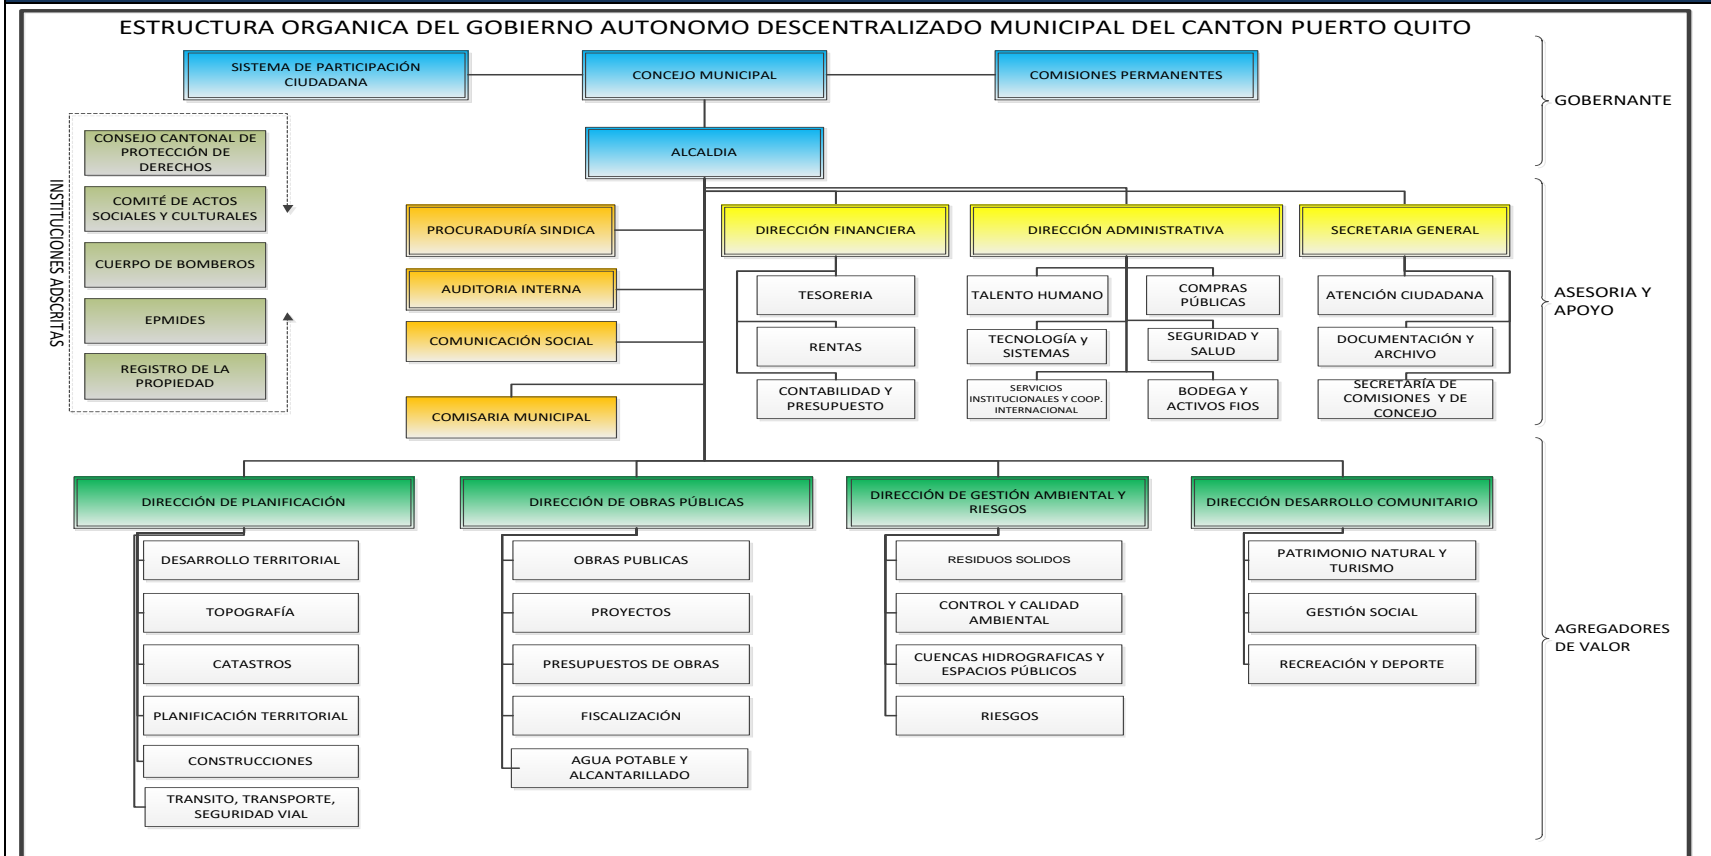 ESTRUCTURA ORGANICA DEL GOBIERNO AUTONOMO DESCENTRALIZADO MUNICIPAL DEL CANTON PUERTO QUITO
SISTEMA DE PARTICIPACIÓN
CIUDADANA
CONCEJO MUNICIPAL
COMISIONES PERMANENTES
GOBERNANTE
ALCALDIA
INSTITUCIONES ADSCRITAS
CONSEJO CANTONAL DE
PROTECCIÓN DE
DERECHOS
COMITÉ DE ACTOS
SOCIALES Y CULTURALES
CUERPO DE BOMBEROS
EPMIDES
REGISTRO DE LA
PROPIEDAD
PROCURADURÍA SINDICA
AUDITORIA INTERNA
COMUNICACIÓN SOCIAL
COMISARIA MUNICIPAL
DIRECCIÓN FINANCIERA
TESORERIA
RENTAS
CONTABILIDAD Y
PRESUPUESTO
DIRECCIÓN ADMINISTRATIVA
TALENTO HUMANO
COMPRAS
PÚBLICAS
TECNOLOGÍA y
SISTEMAS
SEGURIDAD Y
SALUD
SERVICIOS
INSTITUCIONALES Y COOP.
INTERNACIONAL
BODEGA Y
ACTIVOS FIOS
SECRETARIA GENERAL
ATENCIÓN CIUDADANA
DOCUMENTACIÓN Y
ARCHIVO
SECRETARÍA DE
COMISIONES Y DE
CONCEJO
ASESORIA Y
APOYO
DIRECCIÓN DE PLANIFICACIÓN
DESARROLLO TERRITORIAL
TOPOGRAFÍA
CATASTROS
PLANIFICACIÓN TERRITORIAL
CONSTRUCCIONES
TRANSITO, TRANSPORTE,
SEGURIDAD VIAL
DIRECCIÓN DE OBRAS PÚBLICAS
OBRAS PUBLICAS
PROYECTOS
PRESUPUESTOS DE OBRAS
FISCALIZACIÓN
AGUA POTABLE Y
ALCANTARILLADO
DIRECCIÓN DE GESTIÓN AMBIENTAL Y
RIESGOS
RESIDUOS SOLIDOS
CONTROL Y CALIDAD
AMBIENTAL
CUENCAS HIDROGRAFICAS Y
ESPACIOS PÚBLICOS
RIESGOS
DIRECCIÓN DESARROLLO COMUNITARIO
PATRIMONIO NATURAL Y
TURISMO
GESTIÓN SOCIAL
RECREACIÓN Y DEPORTE
AGREGADORES
DE VALOR